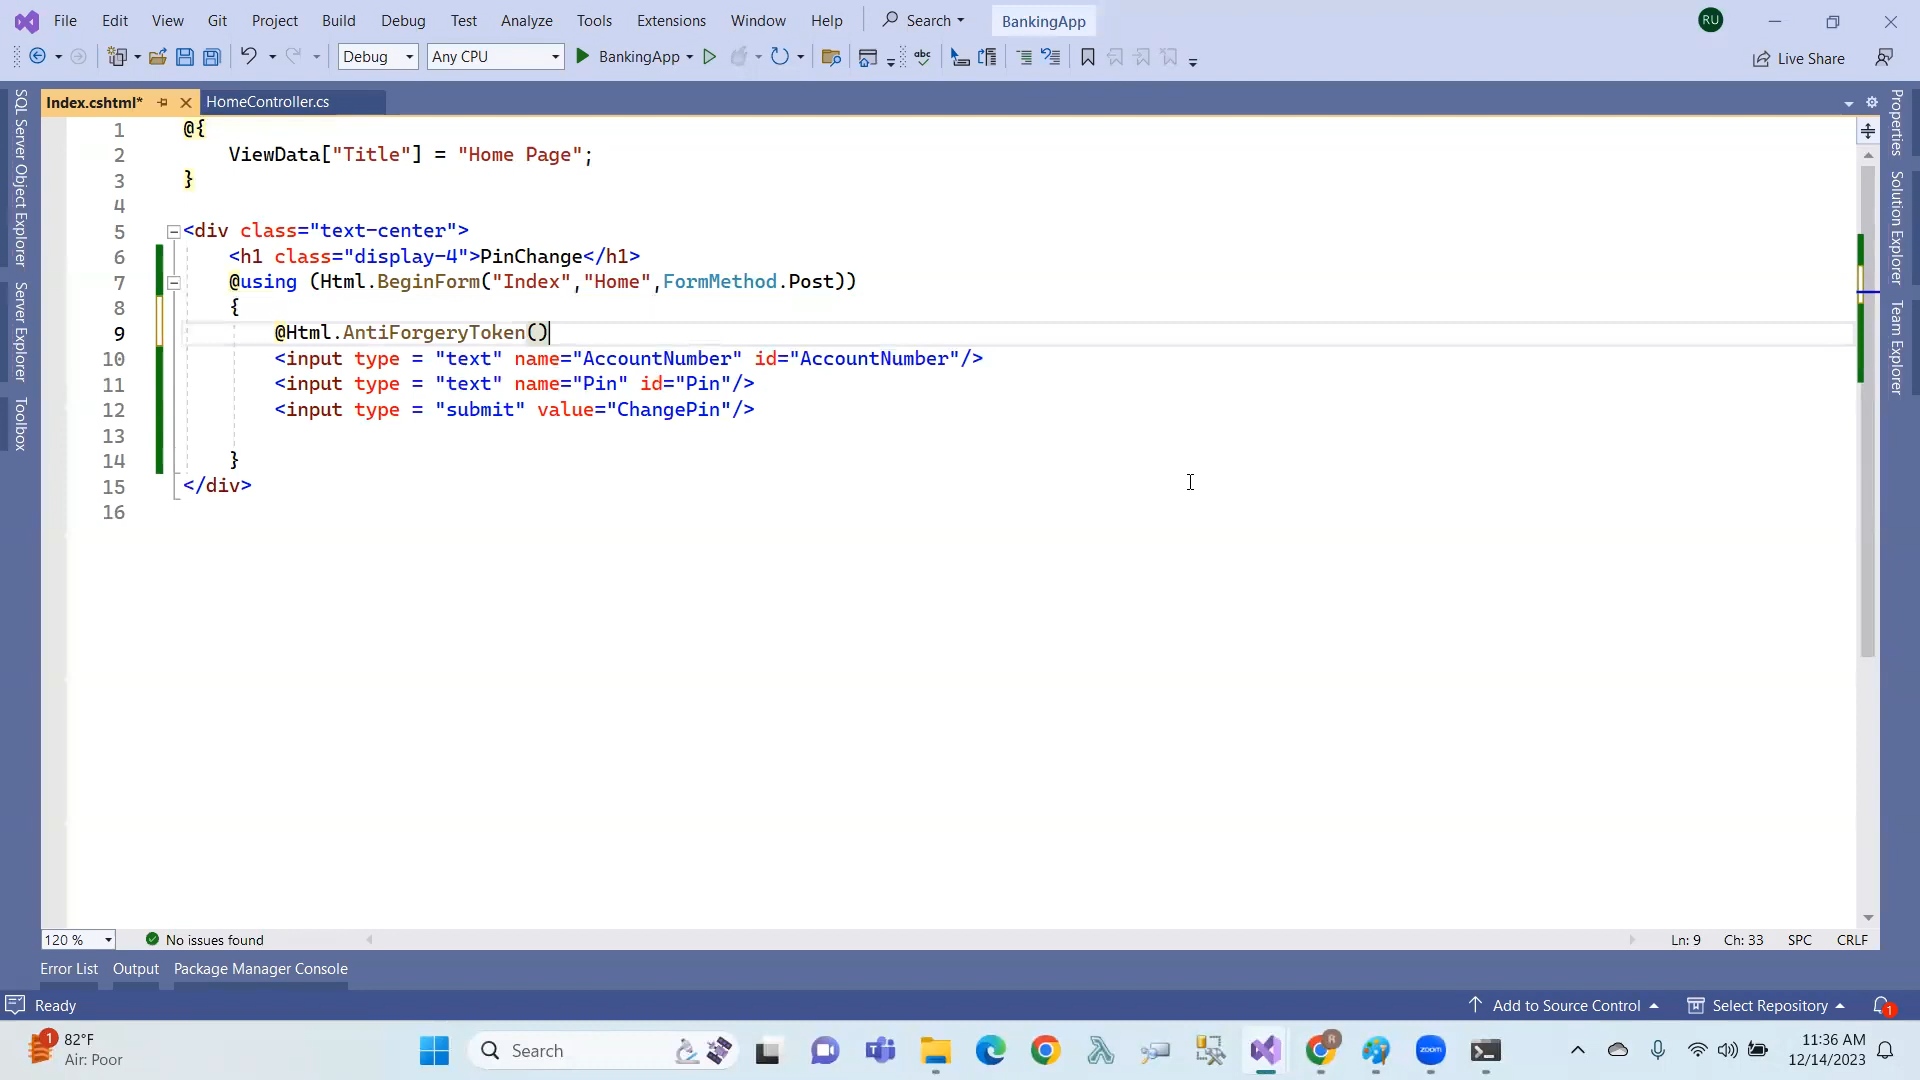 File Edit View Git Project Build Debug Test Analyze Tools Extensions Window Help Search BankingApp RU
Debug Any CPU BankingApp abc Live Share
Index.cshtml* HomeController.cs
SQL Server Object Explorer
Server Explorer
Toolbox
1 @{
2 ViewData["Title"] = "Home Page";
3 }
4
5 <div class="text-center">
6 <h1 class="display-4">PinChange</h1>
7 @using (Html.BeginForm("Index","Home",FormMethod.Post))
8 {
9 @Html.AntiForgeryToken()
10 <input type = "text" name="AccountNumber" id="AccountNumber"/>
11 <input type = "text" name="Pin" id="Pin"/>
12 <input type = "submit" value="ChangePin"/>
13
14 }
15 </div>
16
Properties
Solution Explorer
Team Explorer
120 % No issues found Ln: 9 Ch: 33 SPC CRLF
Error List Output Package Manager Console
Ready Add to Source Control Select Repository 1
1 82°F
Air: Poor
Search R zoom
11:36 AM
12/14/2023